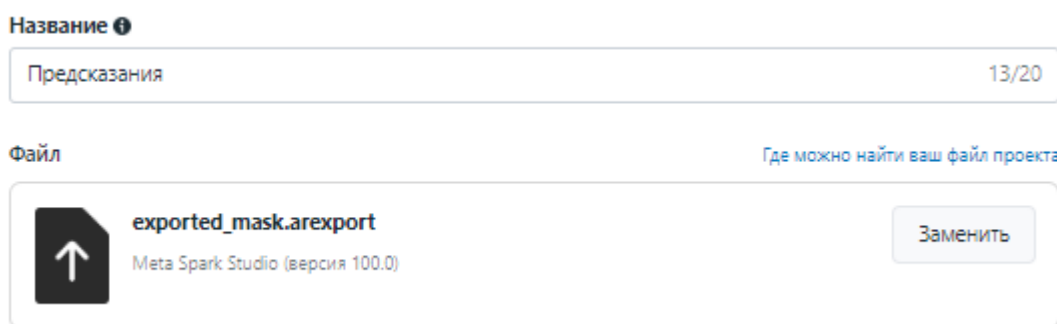 Название
Предсказания 13/20
Файл Где можно найти ваш файл проекта
exported_mask.arexport
Заменить
Meta Spark Studio (версия 100.0)